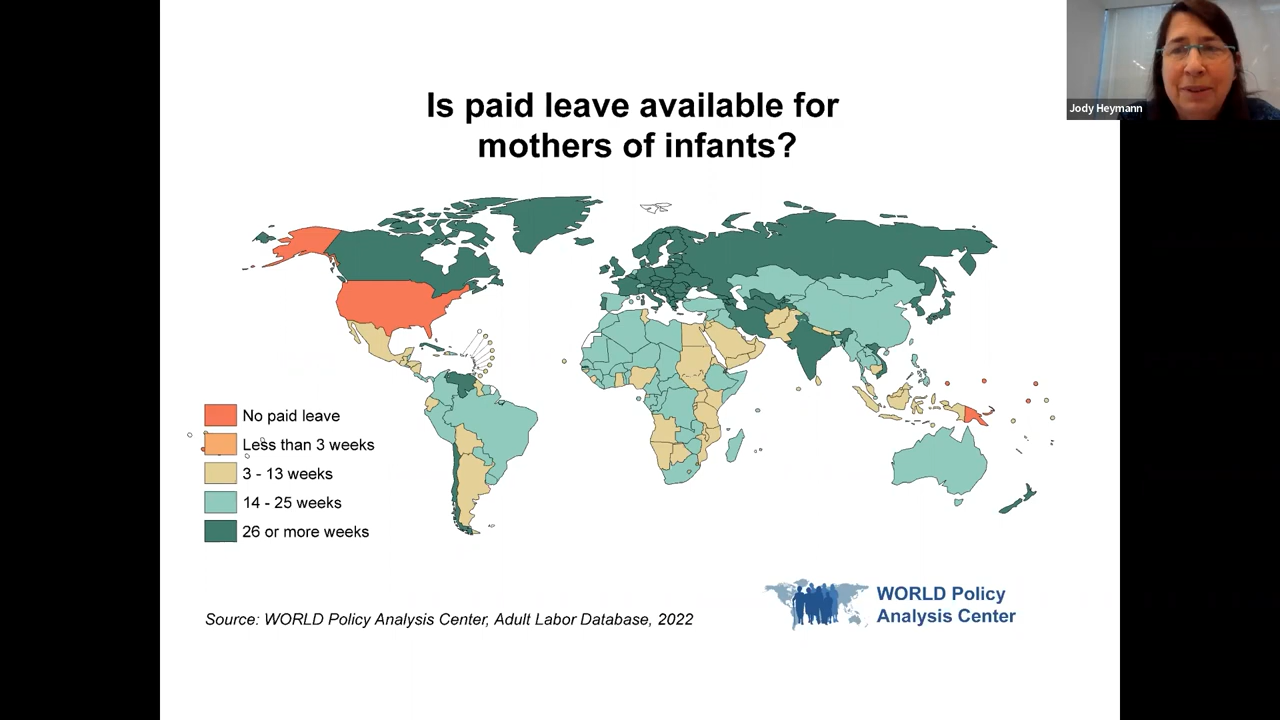 Jody Heymann
Is paid leave available for
mothers of infants?
No paid leave
Less than 3 weeks
3 - 13 weeks
14 - 25 weeks
26 or more weeks
Source: WORLD Policy Analysis Center, Adult Labor Database, 2022
WORLD Policy
Analysis Center